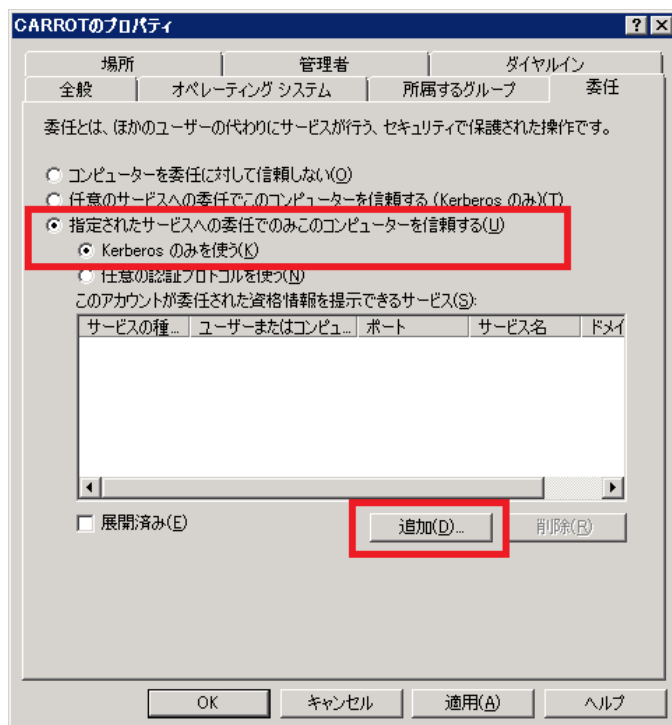 CARROTのプロパティ
場所 管理者 ダイヤルイン
全般 オペレーティング システム 所属するグループ 委任
委任とは、ほかのユーザーの代わりにサービスが行う、セキュリティで保護された操作です。
コンピューターを委任に対して信頼しない(O)
任意のサービスへの委任でこのコンピューターを信頼する (Kerberos のみ)(T)
指定されたサービスへの委任でのみこのコンピューターを信頼する(U)
Kerberos のみを使う(K)
任意の認証プロトコルを使う(N)
このアカウントが委任された資格情報を提示できるサービス(S):
サービスの種... ユーザーまたはコンピュ... ポート サービス名 ドメイ
展開済み(E) 追加(D)... 削除(R)
OK キャンセル 適用(A) ヘルプ